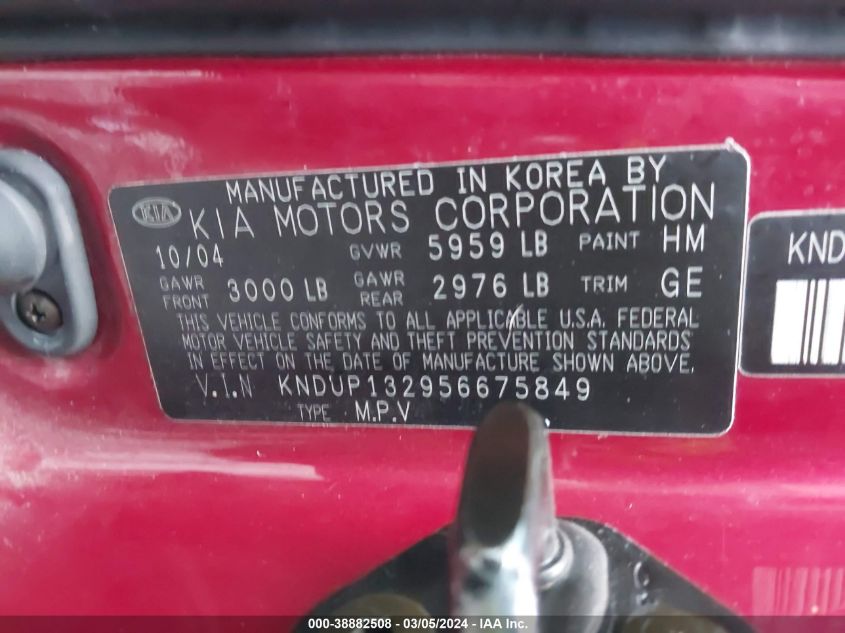 MANUFACTURED IN KOREA BY
KIA KIA MOTORS CORPORATION
10/04 GVWR 5959 LB PAINT HM
GAWR FRONT 3000 LB GAWR REAR 2976 LB TRIM GE
THIS VEHICLE CONFORMS TO ALL APPLICABLE U.S.A. FEDERAL
MOTOR VEHICLE SAFETY AND THEFT PREVENTION STANDARDS
IN EFFECT ON THE DATE OF MANUFACTURE SHOWN ABOVE.
V.I.N KNDUP132956675849
TYPE M.P.V
KND
000-38882508 - 03/05/2024 - IAA Inc.